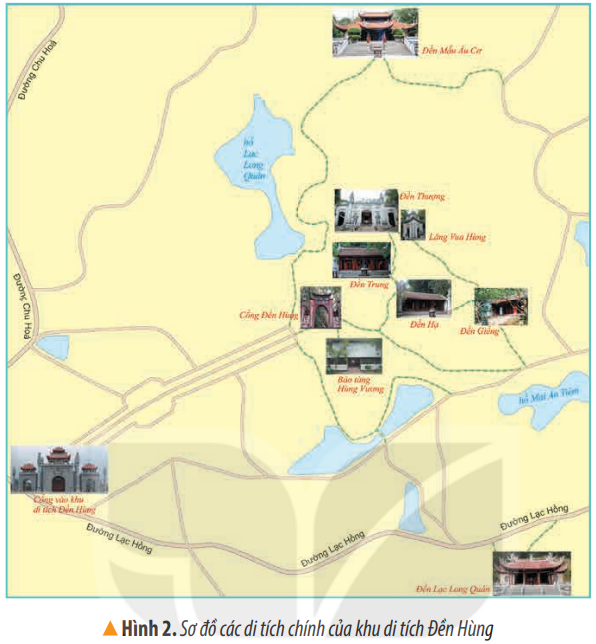 Đền Mẫu Âu Cơ
Đường Chu Hoá
hồ
Lạc
Long
Quân
Đền Thượng
Lăng Vua Hùng
Đền Trung
Đường Chu Hoá
Cổng Đền Hùng
Đền Hạ
Đền Giếng
Bảo tàng
Hùng Vương
hồ Mai An Tiêm
Cổng vào khu
di tích Đền Hùng
Đường Lạc Hồng
Đường Lạc Hồng
Đường Lạc Hồng
Đền Lạc Long Quân
▲ Hình 2. Sơ đồ các di tích chính của khu di tích Đền Hùng